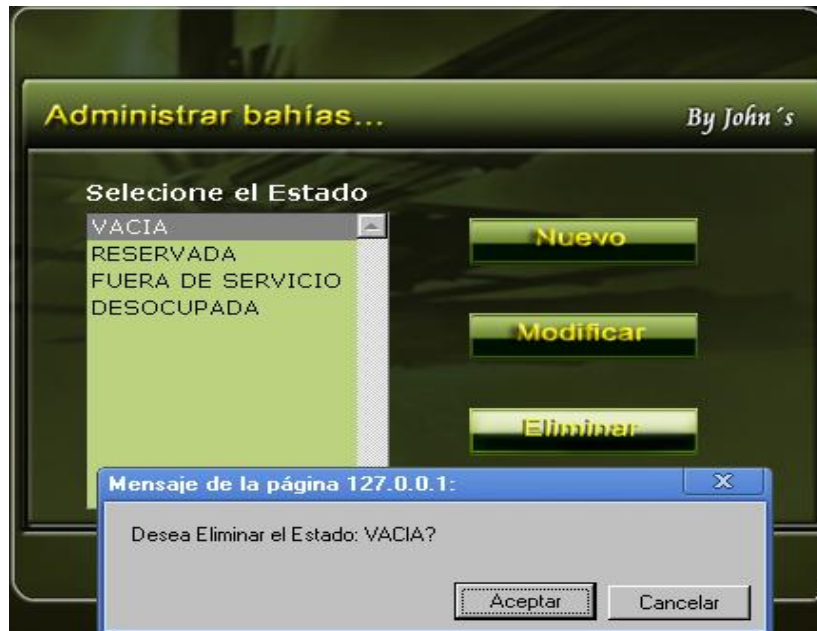 Administrar bahías...
By John´s
Selecione el Estado
VACIA
RESERVADA
FUERA DE SERVICIO
DESOCUPADA
Nuevo
Modificar
Eliminar
Mensaje de la página 127.0.0.1:
Desea Eliminar el Estado: VACIA?
Aceptar
Cancelar